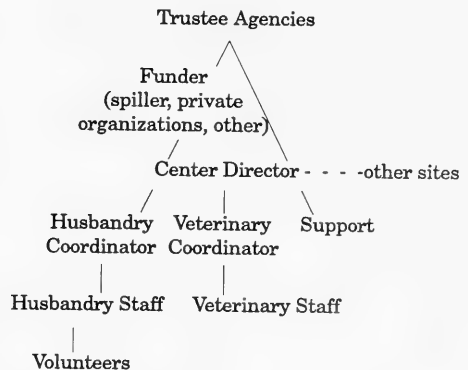 Trustee Agencies
Funder
(spiller, private
organizations, other)
Center Director - - - -other sites
Husbandry Veterinary Support
Coordinator Coordinator
Husbandry Staff Veterinary Staff
Volunteers